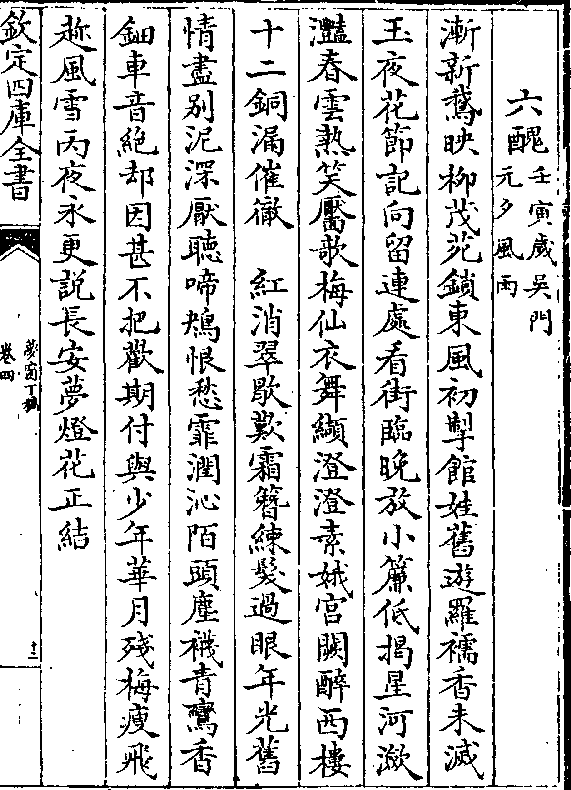 六醜壬寅歲吳門
元夕風雨
漸新鵞映柳茂苑鎖東風初掣館娃舊遊羅襦香未滅
玉夜花節記向留連處看街臨晚放小簾低揭星河瀲
灩春雲熱笑靨歌梅仙衣舞纈澄澄素娥宮闕醉西樓
十二銅漏催徹　紅消翠歇歎霜簪練髮過眼年光舊
情盡别泥深厭聽啼鴂恨愁霏潤沁陌頭塵襪青鸞杳
鈿車音絶却因甚不把歡期付與少年華月殘梅瘦飛
趂風雪丙夜永更説長安夢燈花正結
欽定四庫全書
夢窗丁稿
卷四
十二